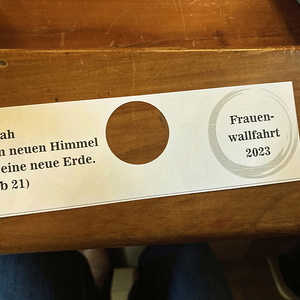 ah
n neuen Himmel
eine neue Erde.
b 21)
Frauen-
wallfahrt
2023